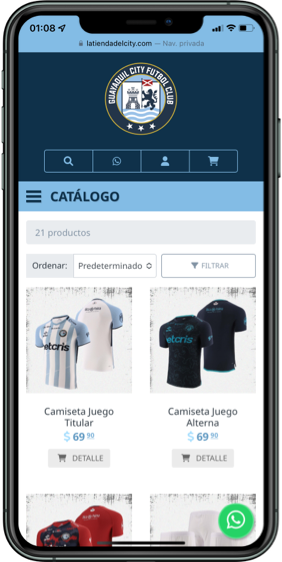 01:08
latiendadelcity.com — Nav. privada
GUAYAQUIL CITY FUTBOL CLUB
CATÁLOGO
21 productos
Ordenar: Predeterminado
FILTRAR
etcris
etcris
Camiseta Juego
Titular
Camiseta Juego
Alterna
$ 69 90
$ 69 90
DETALLE
DETALLE